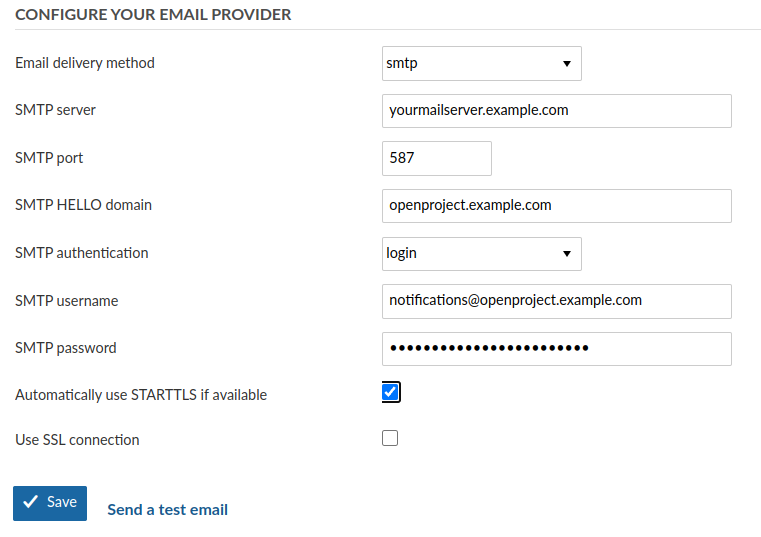 CONFIGURE YOUR EMAIL PROVIDER
Email delivery method smtp
SMTP server yourmailserver.example.com
SMTP port 587
SMTP HELLO domain openproject.example.com
SMTP authentication login
SMTP username notifications@openproject.example.com
SMTP password ••••••••••••••••••••••••
Automatically use STARTTLS if available
Use SSL connection
Save Send a test email